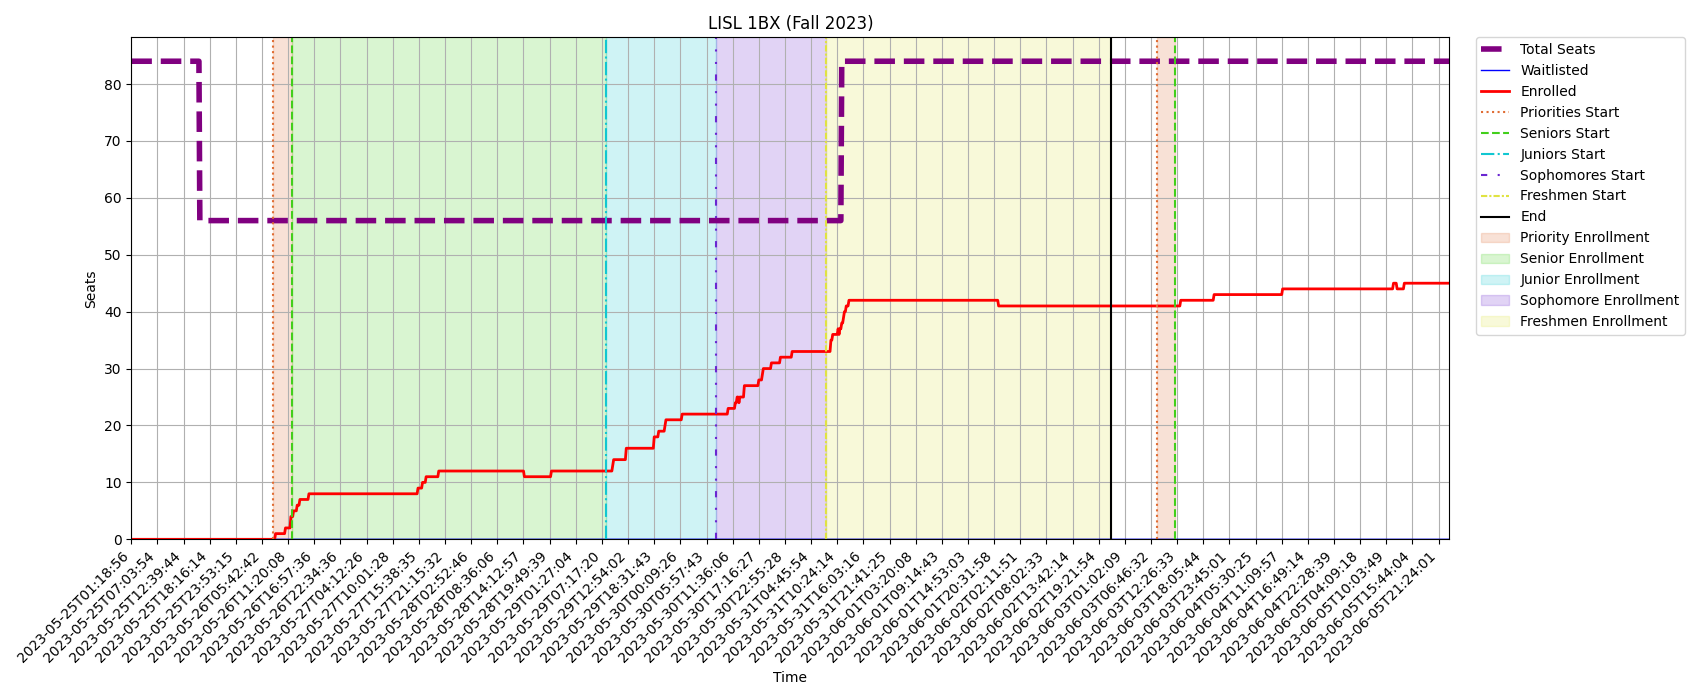 LISL 1BX (Fall 2023)
Seats
80
70
60
50
40
30
20
10
0
2023-05-25T01:18:56
2023-05-25T07:03:54
2023-05-25T12:39:44
2023-05-25T18:16:14
2023-05-25T23:53:15
2023-05-26T05:42:42
2023-05-26T11:20:08
2023-05-26T16:57:36
2023-05-26T22:34:36
2023-05-27T04:12:26
2023-05-27T10:01:28
2023-05-27T15:38:35
2023-05-27T21:15:32
2023-05-28T02:52:46
2023-05-28T08:36:06
2023-05-28T14:12:57
2023-05-28T19:49:39
2023-05-29T01:27:04
2023-05-29T07:17:20
2023-05-29T12:54:02
2023-05-29T18:31:43
2023-05-30T00:09:26
2023-05-30T05:57:43
2023-05-30T11:36:06
2023-05-30T17:16:27
2023-05-30T22:55:28
2023-05-31T04:45:54
2023-05-31T10:24:14
2023-05-31T16:03:16
2023-05-31T21:41:25
2023-06-01T03:20:08
2023-06-01T09:14:43
2023-06-01T14:53:03
2023-06-01T20:31:58
2023-06-02T02:11:51
2023-06-02T08:02:33
2023-06-02T13:42:14
2023-06-02T19:21:54
2023-06-03T01:02:09
2023-06-03T06:46:32
2023-06-03T12:26:33
2023-06-03T18:05:44
2023-06-03T23:45:01
2023-06-04T05:30:25
2023-06-04T11:09:57
2023-06-04T16:49:14
2023-06-04T22:28:39
2023-06-05T04:09:18
2023-06-05T10:03:49
2023-06-05T15:44:04
2023-06-05T21:24:01
Time
Total Seats
Waitlisted
Enrolled
Priorities Start
Seniors Start
Juniors Start
Sophomores Start
Freshmen Start
End
Priority Enrollment
Senior Enrollment
Junior Enrollment
Sophomore Enrollment
Freshmen Enrollment